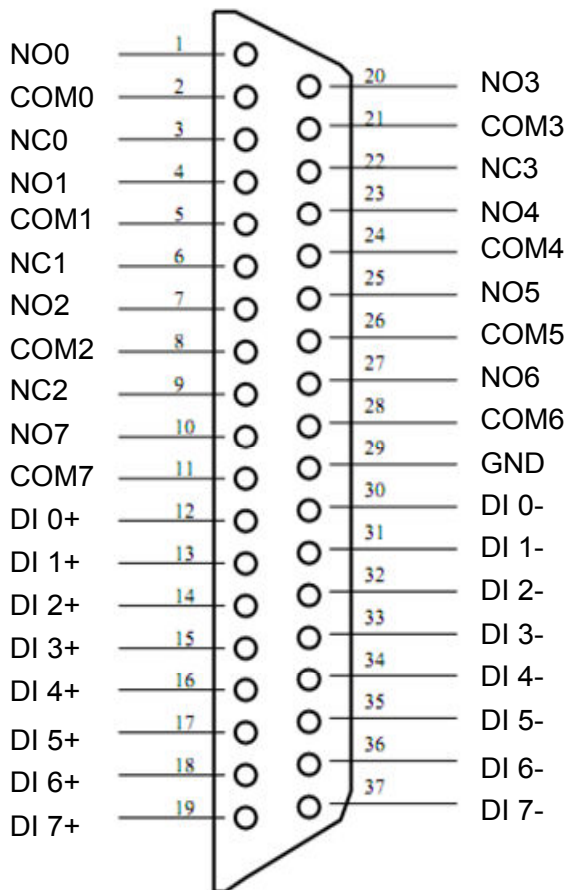 NO0 1
20 NO3
COM0 2
21 COM3
NC0 3
22 NC3
NO1 4
23 NO4
COM1 5
24 COM4
NC1 6
25 NO5
NO2 7
26 COM5
COM2 8
27 NO6
NC2 9
28 COM6
NO7 10
29 GND
COM7 11
30 DI 0-
DI 0+ 12
31 DI 1-
DI 1+ 13
32 DI 2-
DI 2+ 14
33 DI 3-
DI 3+ 15
34 DI 4-
DI 4+ 16
35 DI 5-
DI 5+ 17
36 DI 6-
DI 6+ 18
37 DI 7-
DI 7+ 19